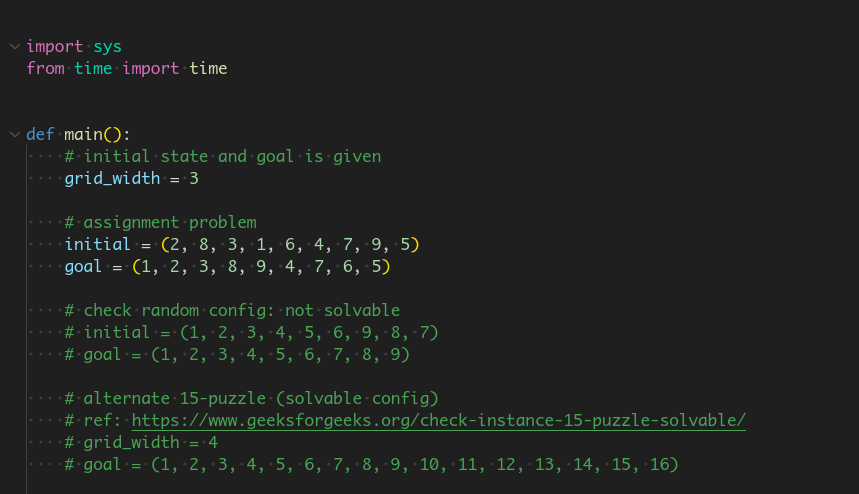 import sys
from time import time
def main():
# initial state and goal is given
grid_width = 3
# assignment problem
initial = (2, 8, 3, 1, 6, 4, 7, 9, 5)
goal = (1, 2, 3, 8, 9, 4, 7, 6, 5)
# check random config: not solvable
# initial = (1, 2, 3, 4, 5, 6, 9, 8, 7)
# goal = (1, 2, 3, 4, 5, 6, 7, 8, 9)
# alternate 15-puzzle (solvable config)
# ref: https://www.geeksforgeeks.org/check-instance-15-puzzle-solvable/
# grid_width = 4
# goal = (1, 2, 3, 4, 5, 6, 7, 8, 9, 10, 11, 12, 13, 14, 15, 16)